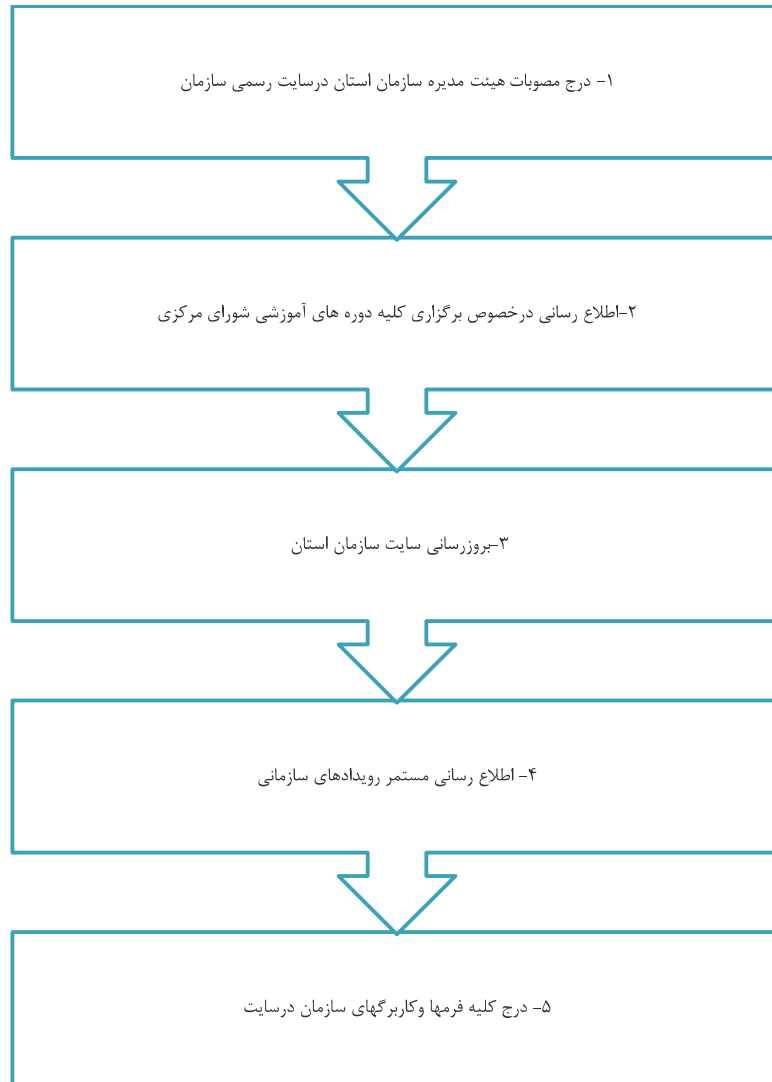 ۱- درج مصوبات هیئت مدیره سازمان استان درسایت رسمی سازمان
۲-اطلاع رسانی درخصوص برگزاری کلیه دوره های آموزشی شورای مرکزی
۳-بروزرسانی سایت سازمان استان
۴- اطلاع رسانی مستمر رویدادهای سازمانی
۵- درج کلیه فرمها وکاربرگهای سازمان درسایت